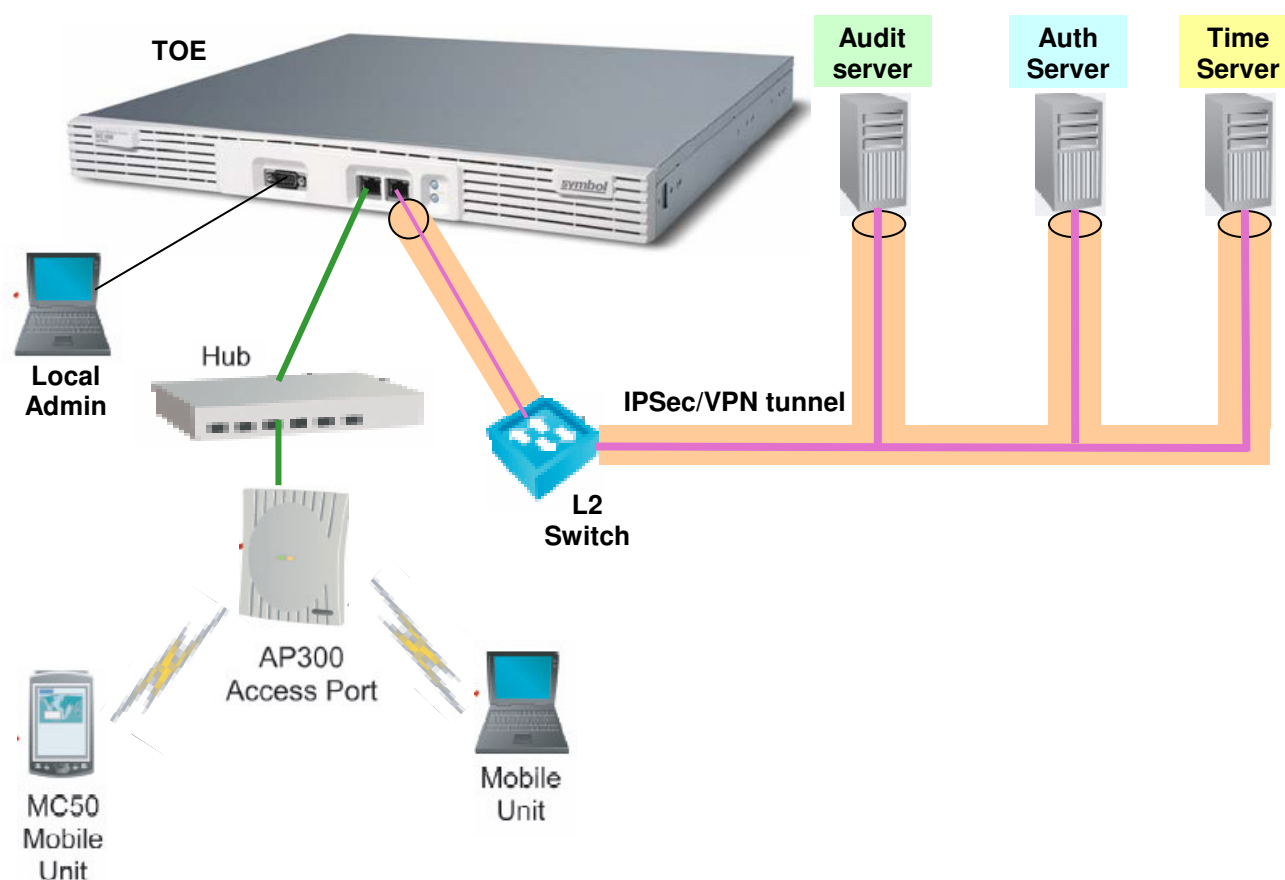 TOE
Audit
server
Auth
Server
Time
Server
symbol
Local
Admin
Hub
IPSec/VPN tunnel
L2
Switch
AP300
Access Port
MC50
Mobile
Unit
Mobile
Unit